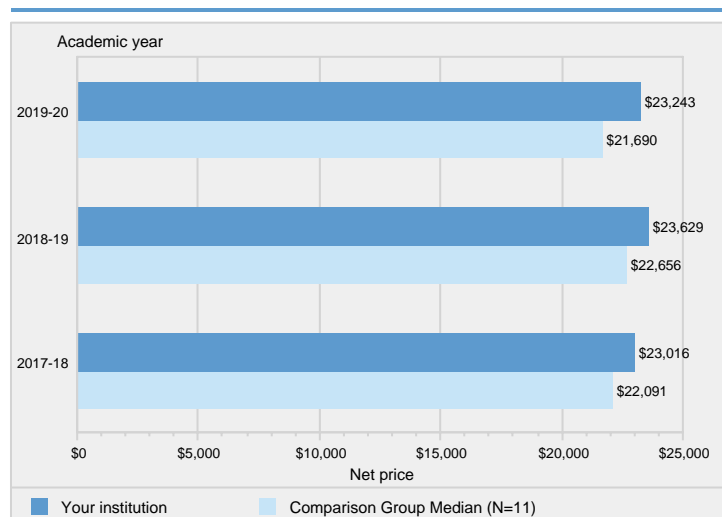 Academic year
2019-20
$23,243
$21,690
2018-19
$23,629
$22,656
2017-18
$23,016
$22,091
$0 $5,000 $10,000 $15,000 $20,000 $25,000
Net price
Your institution Comparison Group Median (N=11)